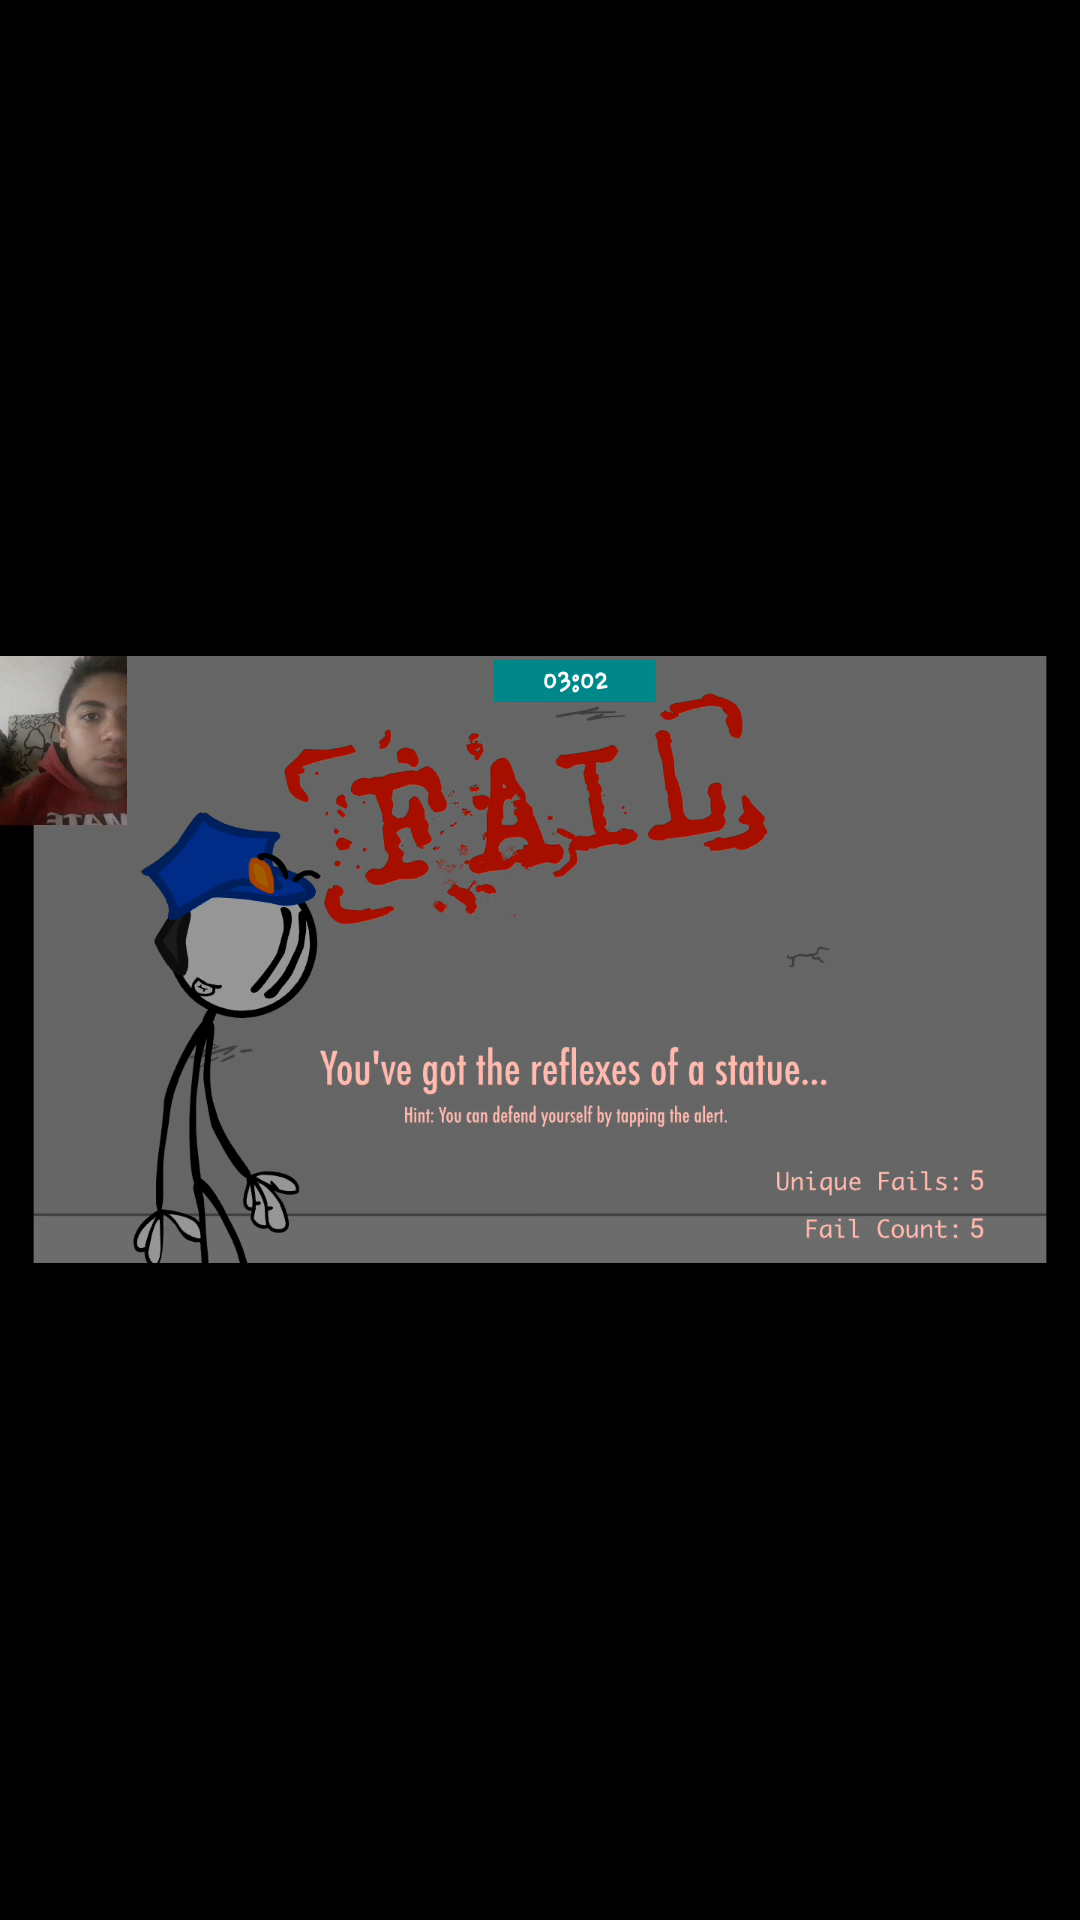 03:02
FAIL
You've got the reflexes of a statue...
Hint: You can defend yourself by tapping the alert.
Unique Fails: 5
Fail Count: 5